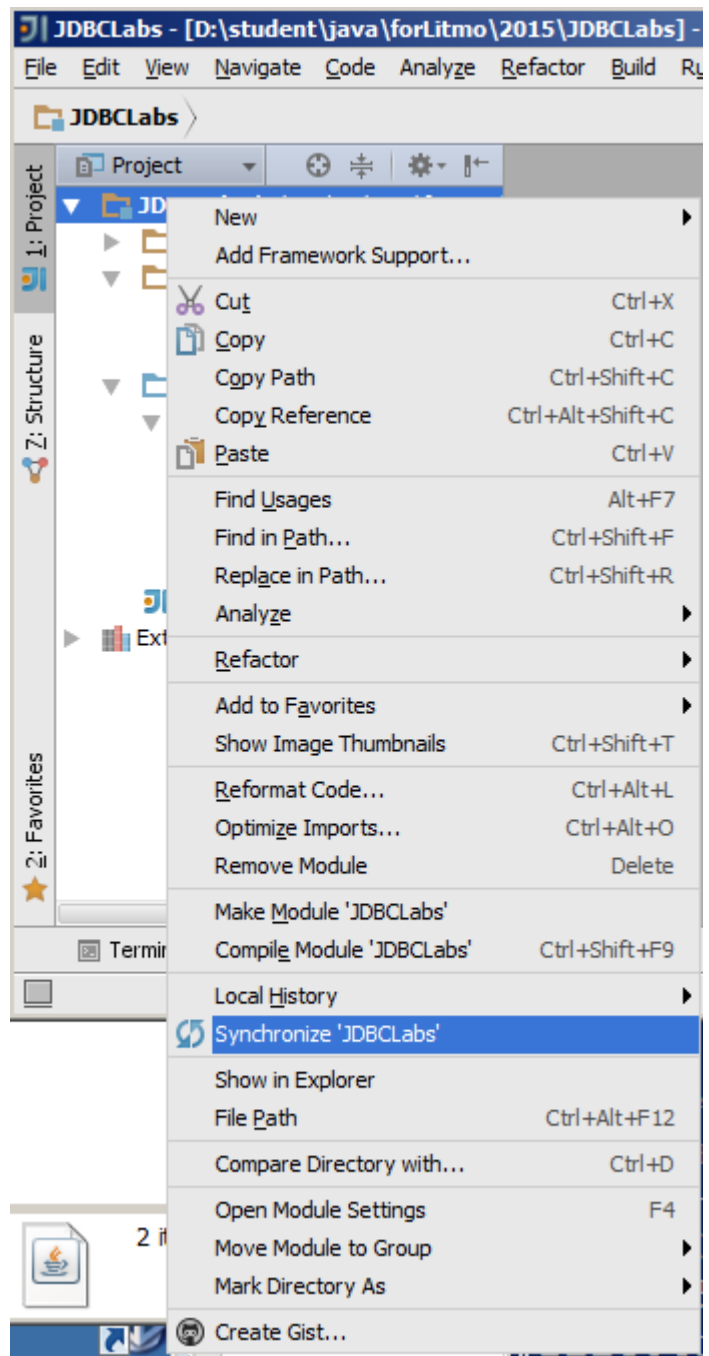 JDBCLabs - [D:\student\java\forLitmo\2015\JDBCLabs] -
File Edit View Navigate Code Analyze Refactor Build Ru
JDBCLabs
Project
1: Project
7: Structure
2: Favorites
JD
Ext
Termin
New
Add Framework Support...
Cut Ctrl+X
Copy Ctrl+C
Copy Path Ctrl+Shift+C
Copy Reference Ctrl+Alt+Shift+C
Paste Ctrl+V
Find Usages Alt+F7
Find in Path... Ctrl+Shift+F
Replace in Path... Ctrl+Shift+R
Analyze
Refactor
Add to Favorites
Show Image Thumbnails Ctrl+Shift+T
Reformat Code... Ctrl+Alt+L
Optimize Imports... Ctrl+Alt+O
Remove Module Delete
Make Module 'JDBCLabs'
Compile Module 'JDBCLabs' Ctrl+Shift+F9
Local History
Synchronize 'JDBCLabs'
Show in Explorer
File Path Ctrl+Alt+F12
Compare Directory with... Ctrl+D
Open Module Settings F4
Move Module to Group
Mark Directory As
Create Gist...
2 it